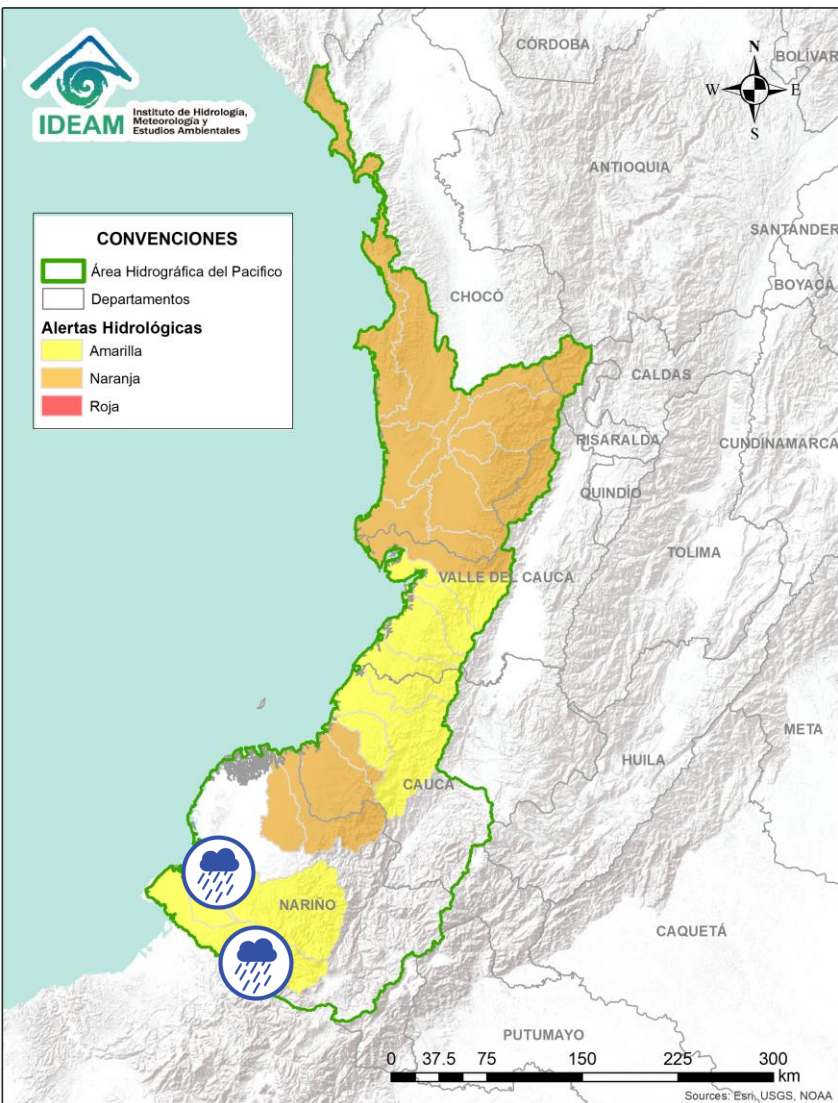 IDEAM
Instituto de Hidrología,
Meteorología y
Estudios Ambientales
CÓRDOBA
BOLÍVAR
N
W
E
S
ANTIOQUIA
SANTANDER
BOYACÁ
CONVENCIONES
Área Hidrográfica del Pacifico
Departamentos
Alertas Hidrológicas
Amarilla
Naranja
Roja
CHOCÓ
CALDAS
RISARALDA
CUNDINAMARCA
QUINDÍO
TOLIMA
VALLE DEL CAUCA
META
HUILA
CAUCA
NARIÑO
CAQUETÁ
PUTUMAYO
0 37.5 75 150 225 300
km
Sources: Esri, USGS, NOAA